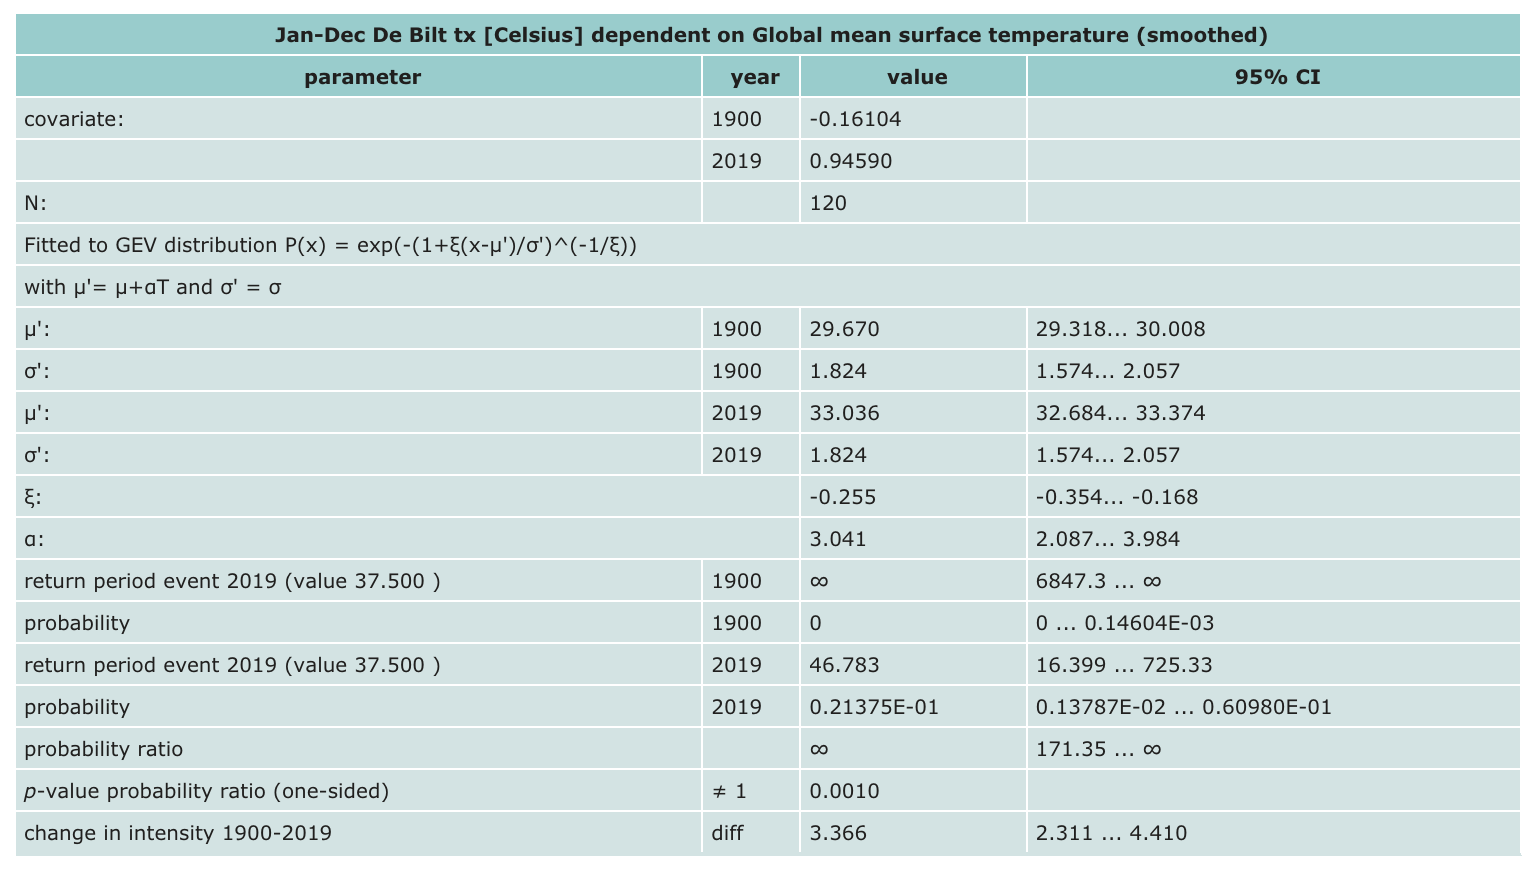 Jan-Dec De Bilt tx [Celsius] dependent on Global mean surface temperature (smoothed)
parameter year value 95% CI
covariate: 1900 -0.16104
2019 0.94590
N: 120
Fitted to GEV distribution P(x) = exp(-(1+ξ(x-μ')/σ')^(-1/ξ))
with μ'= μ+αT and σ' = σ
μ': 1900 29.670 29.318... 30.008
σ': 1900 1.824 1.574... 2.057
μ': 2019 33.036 32.684... 33.374
σ': 2019 1.824 1.574... 2.057
ξ: -0.255 -0.354... -0.168
α: 3.041 2.087... 3.984
return period event 2019 (value 37.500 ) 1900 ∞ 6847.3 ... ∞
probability 1900 0 0 ... 0.14604E-03
return period event 2019 (value 37.500 ) 2019 46.783 16.399 ... 725.33
probability 2019 0.21375E-01 0.13787E-02 ... 0.60980E-01
probability ratio ∞ 171.35 ... ∞
p-value probability ratio (one-sided) ≠ 1 0.0010
change in intensity 1900-2019 diff 3.366 2.311 ... 4.410